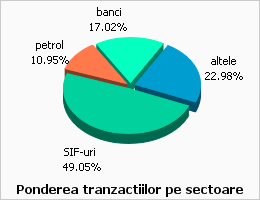 banci
17.02%
petrol
10.95%
altele
22.98%
SIF-uri
49.05%
Ponderea tranzactiilor pe sectoare